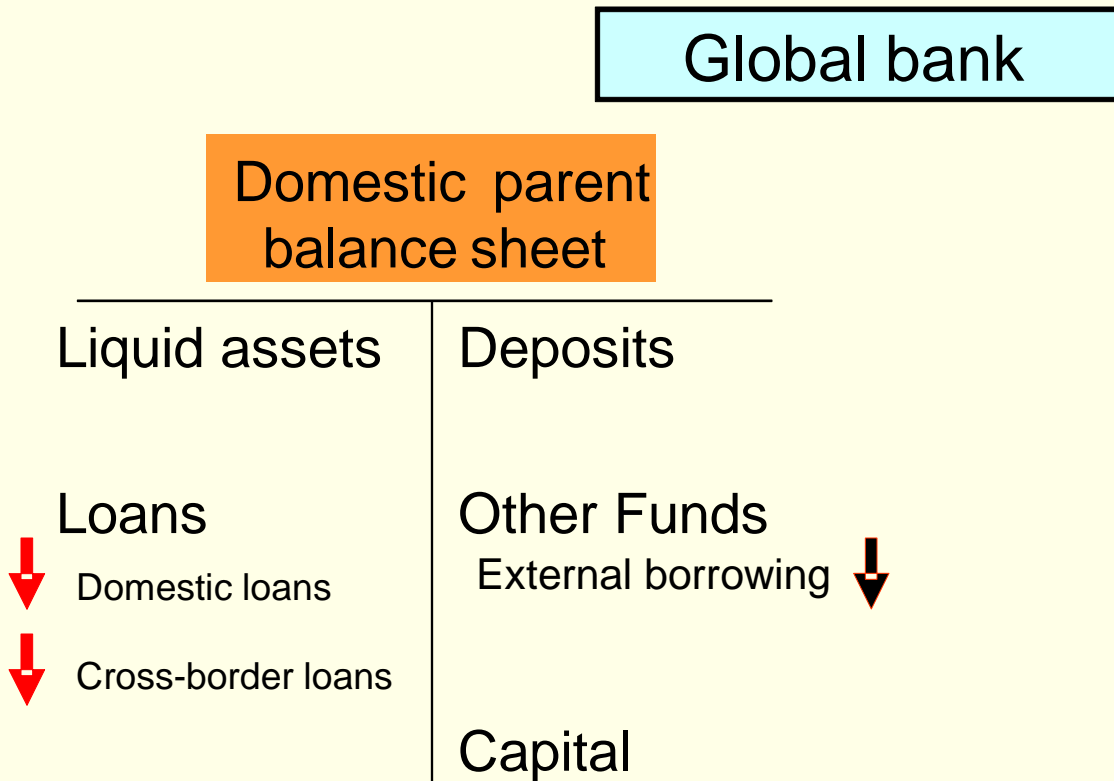 Global bank
Domestic parent
balance sheet
Liquid assets
Deposits
Loans
Other Funds
Domestic loans
External borrowing
Cross-border loans
Capital